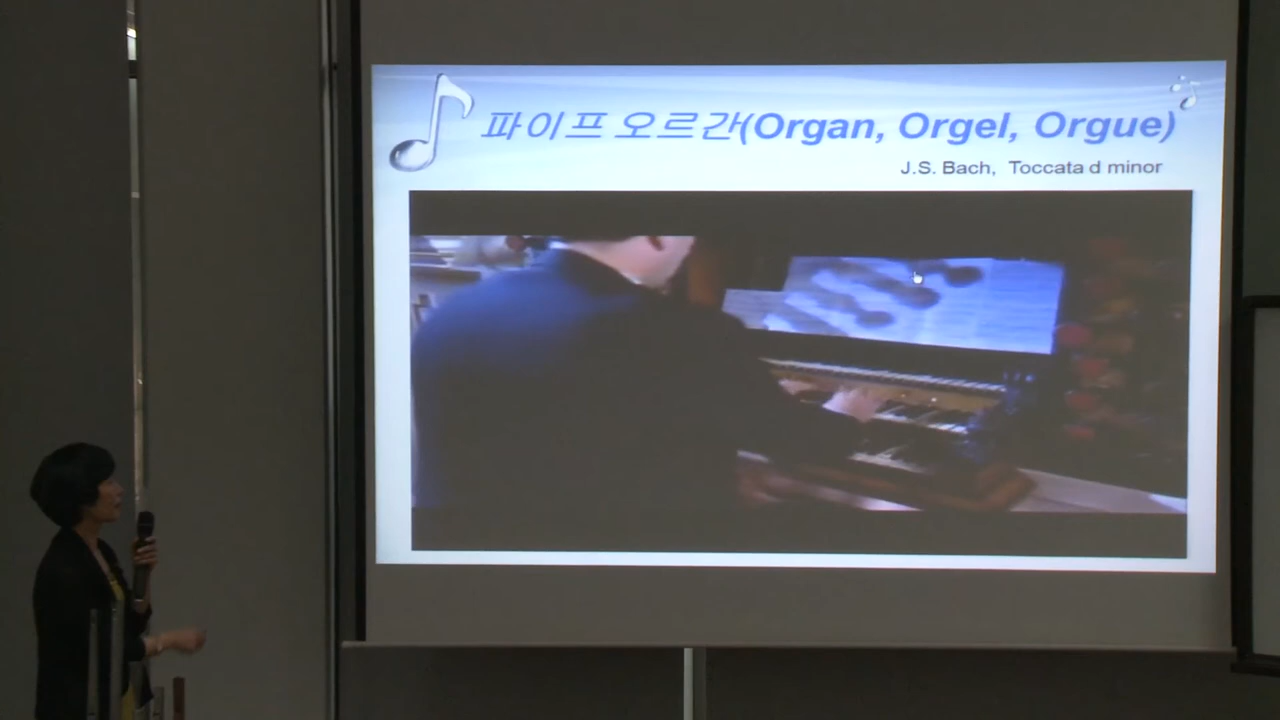 파이프 오르간(Organ, Orgel, Orgue)
J.S. Bach, Toccata d minor